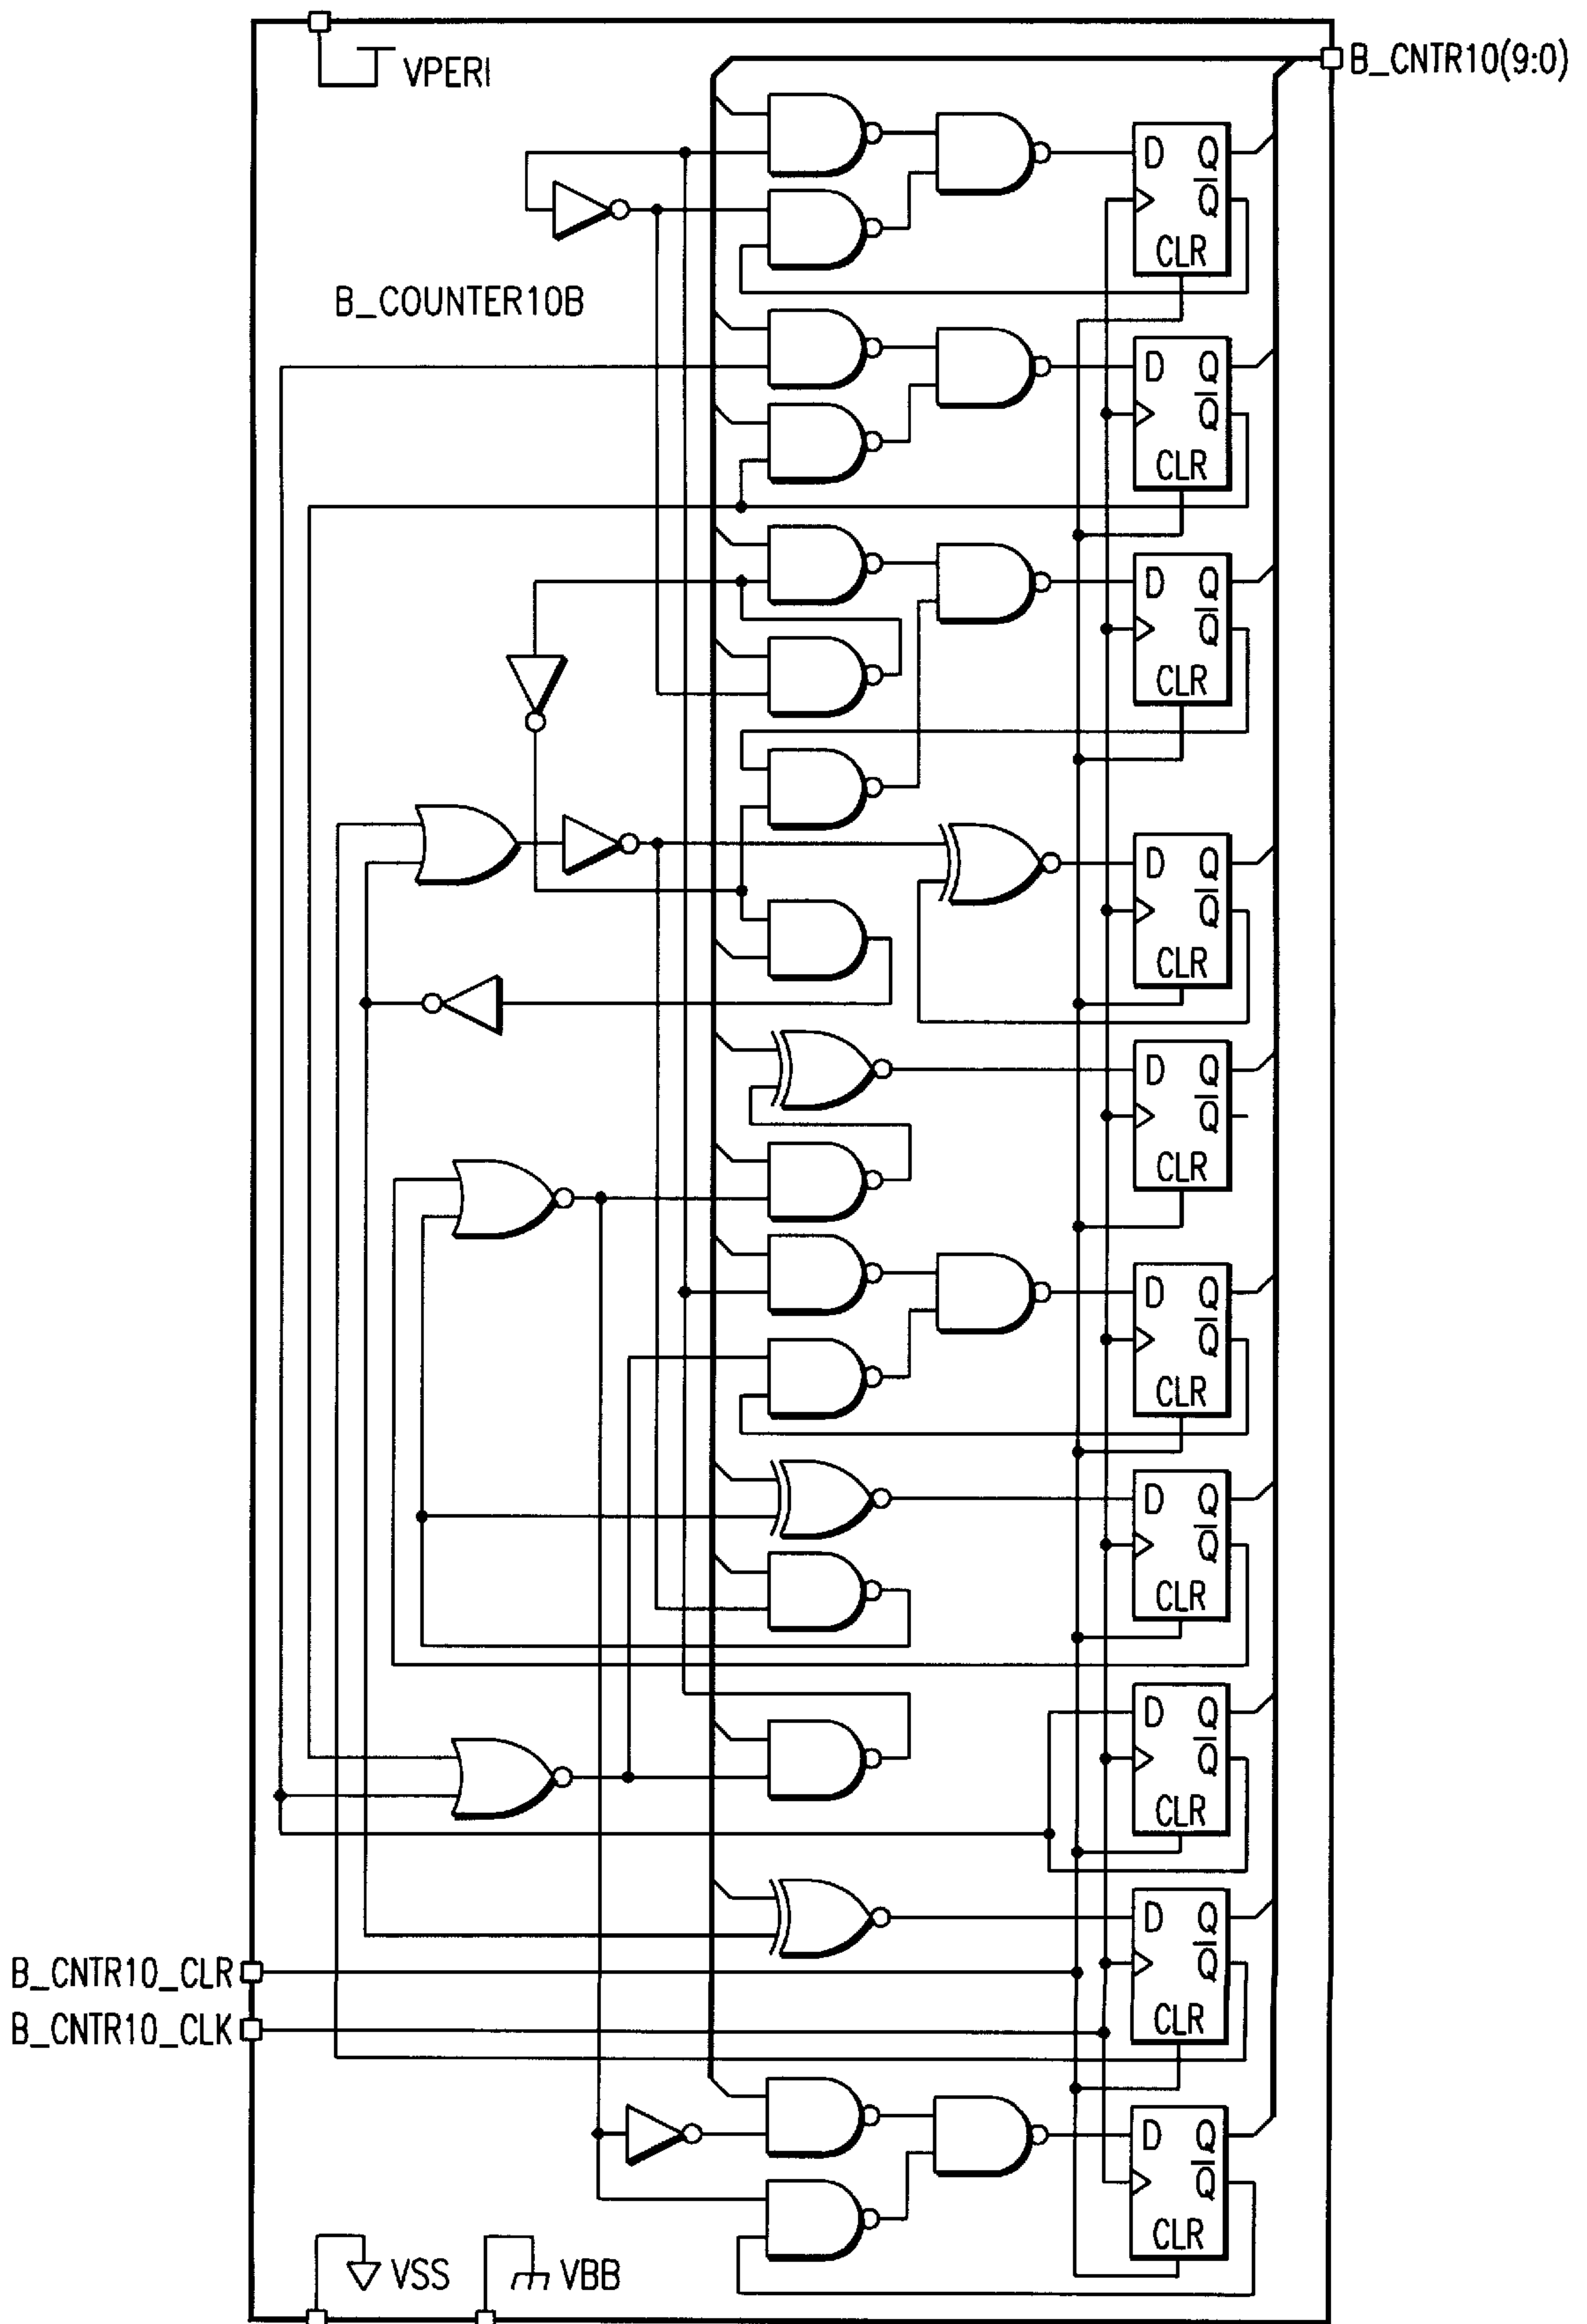 VPERI
B_CNTR10(9:0)
D Q
Q
CLR
B_COUNTER10B
D Q
Q
CLR
D Q
Q
CLR
D Q
Q
CLR
D Q
Q
CLR
D Q
Q
CLR
D Q
Q
CLR
D Q
Q
CLR
D Q
Q
CLR
B_CNTR10_CLR
B_CNTR10_CLK
D Q
Q
CLR
VSS
VBB